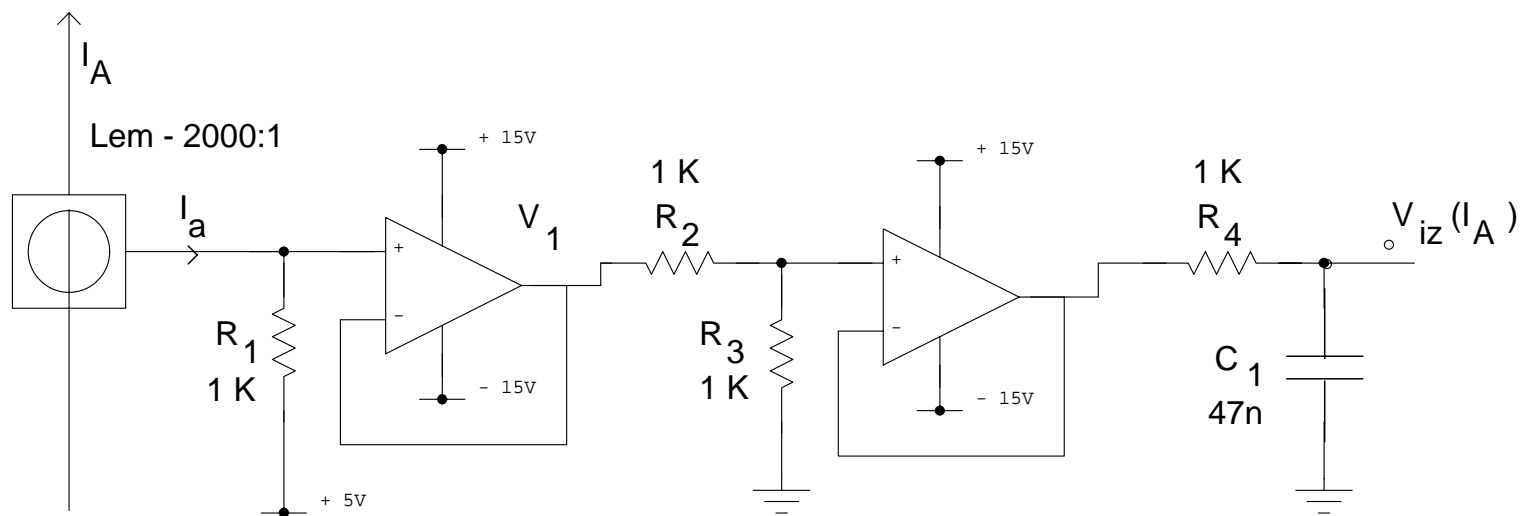 I_A
Lem - 2000:1
I_a
R_1
1 K
+ 5V
+ 15V
+
−
− 15V
V_1
1 K
R_2
R_3
1 K
+ 15V
+
−
− 15V
1 K
R_4
C_1
47n
V_iz (I_A)